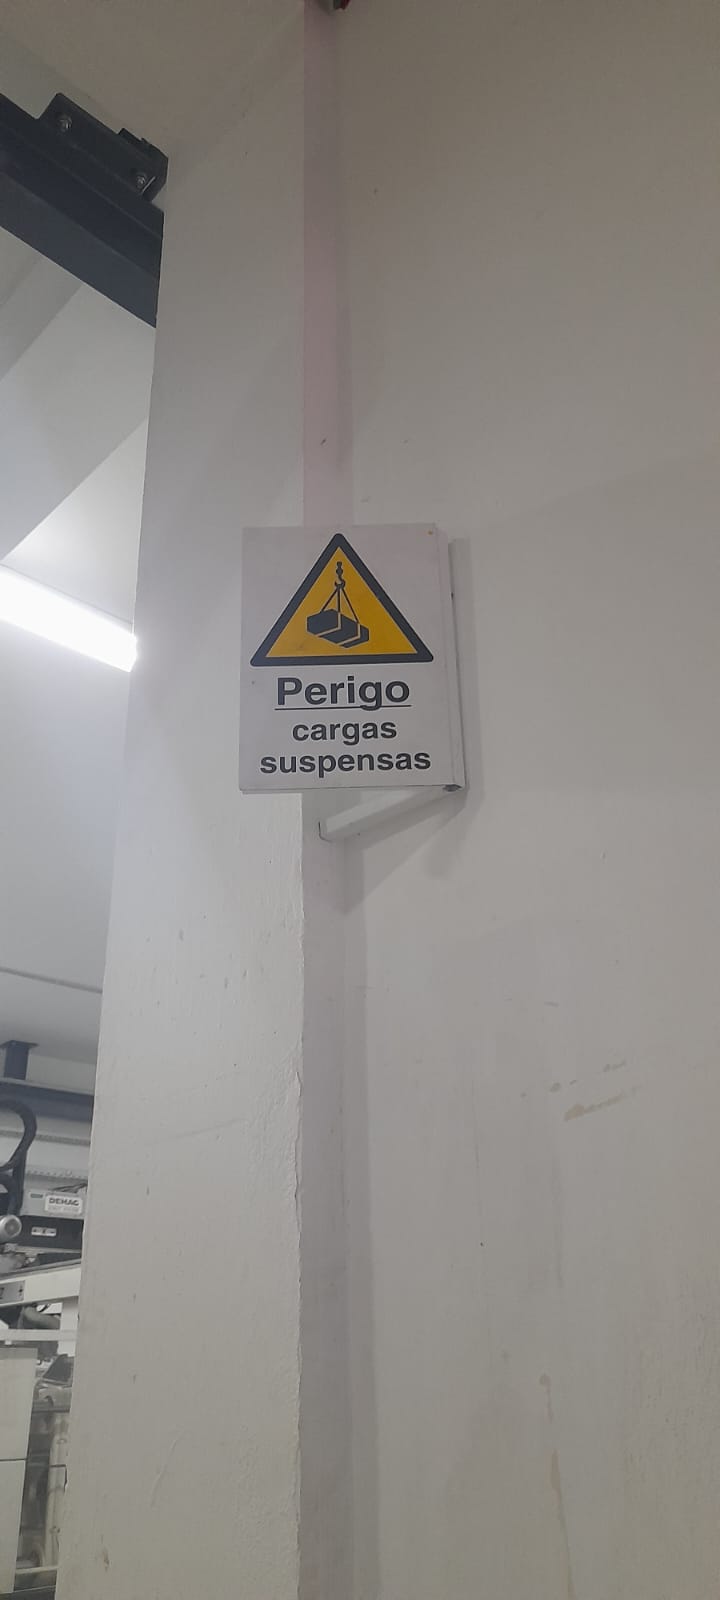 Perigo
cargas
suspensas
DEMAG